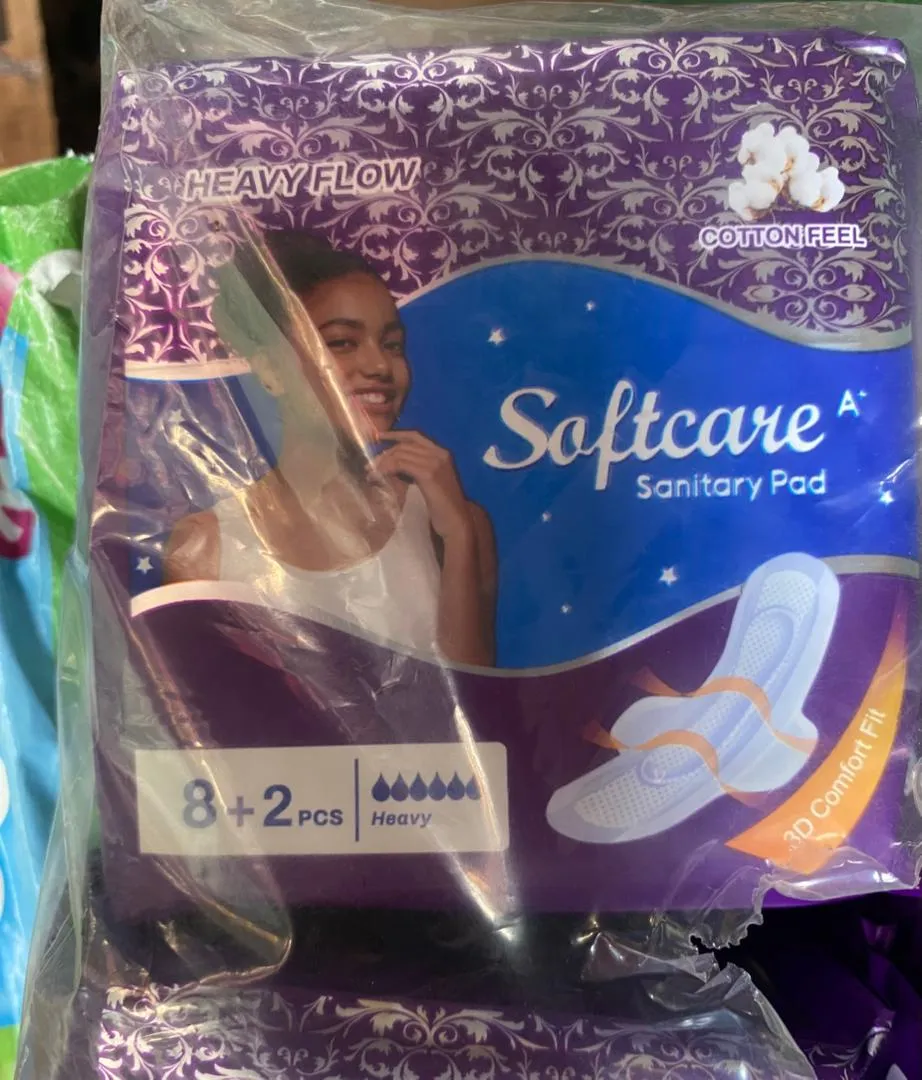 HEAVY FLOW
COTTON FEEL
Softcare A+
Sanitary Pad
3D Comfort Fit
8+2 PCS
Heavy